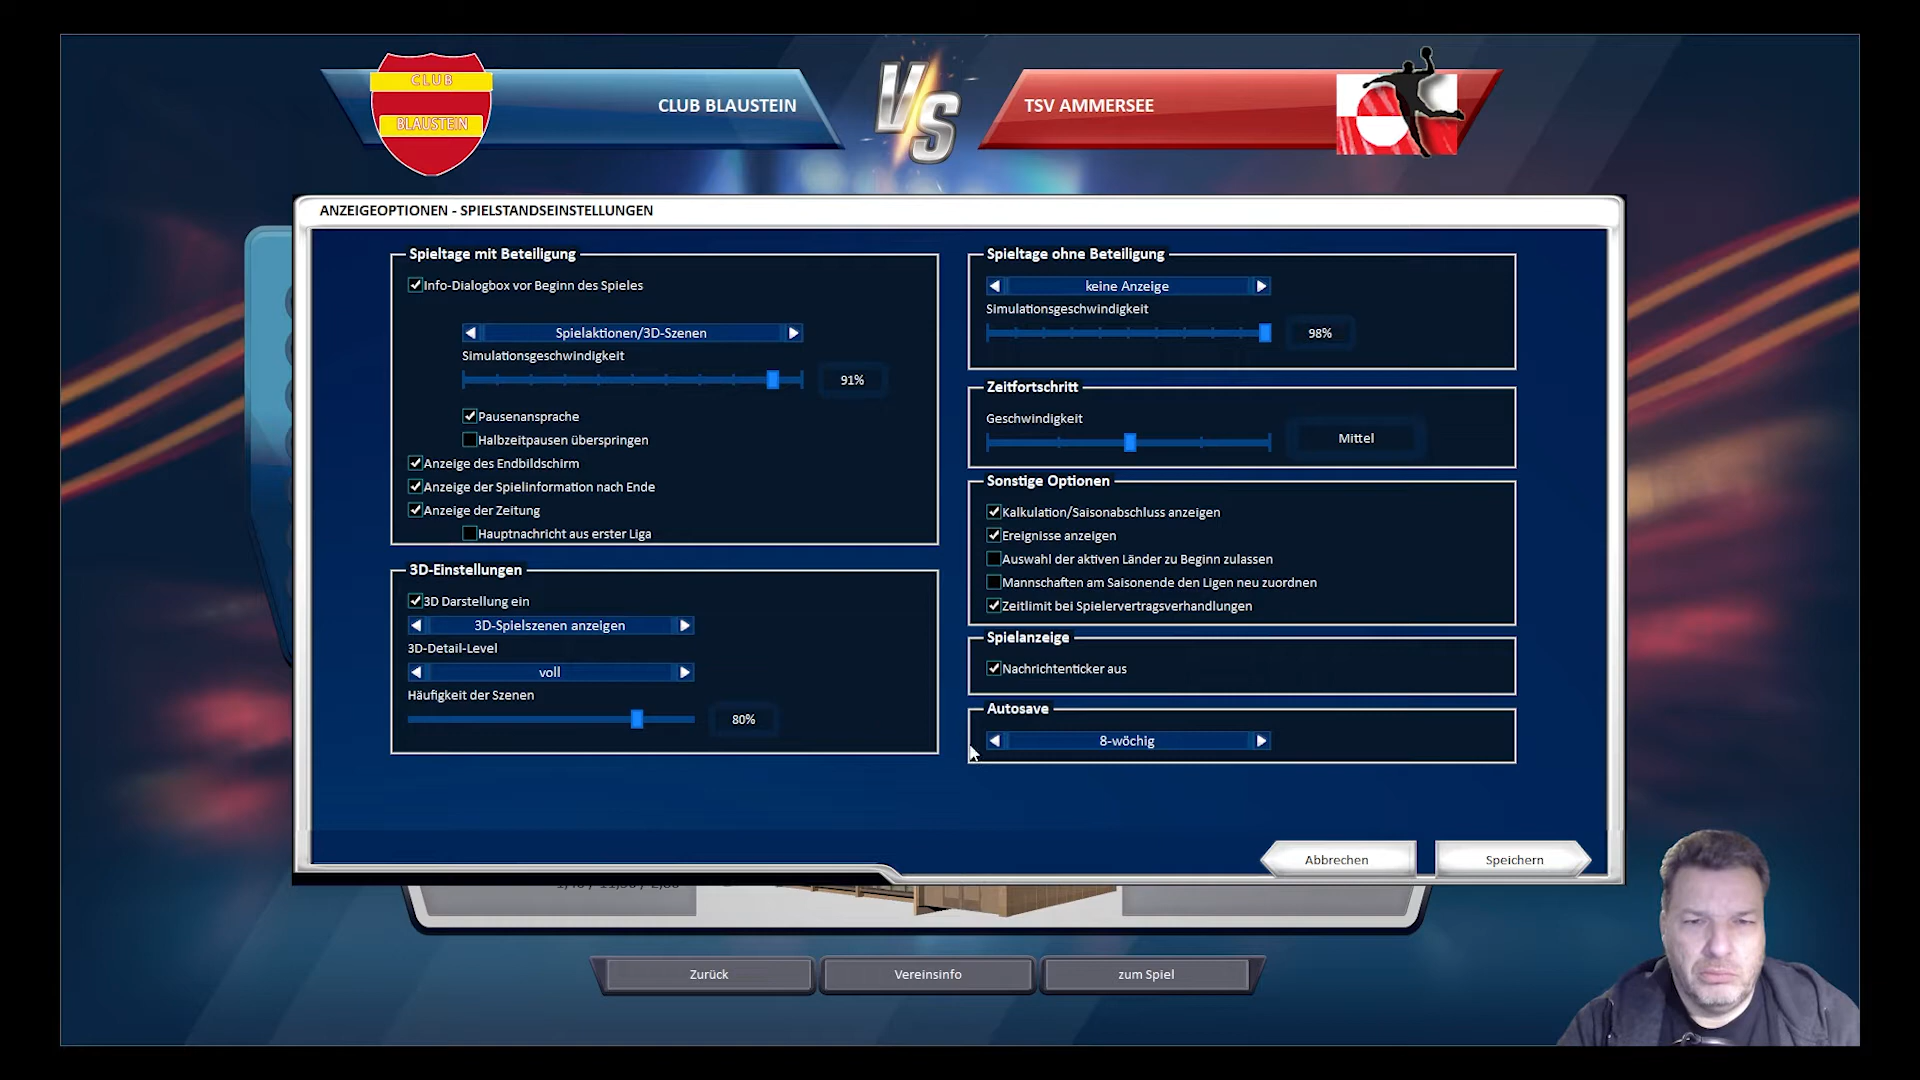 CLUB
BLAUSTEIN
CLUB BLAUSTEIN
VS
TSV AMMERSEE
ANZEIGEOPTIONEN - SPIELSTANDSEINSTELLUNGEN
Spieltage mit Beteiligung
Info-Dialogbox vor Beginn des Spieles
Spielaktionen/3D-Szenen
Simulationsgeschwindigkeit
91%
Pausenansprache
Halbzeitpausen überspringen
Anzeige des Endbildschirm
Anzeige der Spielinformation nach Ende
Anzeige der Zeitung
Hauptnachricht aus erster Liga
3D-Einstellungen
3D Darstellung ein
3D-Spielszenen anzeigen
3D-Detail-Level
voll
Häufigkeit der Szenen
80%
Spieltage ohne Beteiligung
keine Anzeige
Simulationsgeschwindigkeit
98%
Zeitfortschritt
Geschwindigkeit
Mittel
Sonstige Optionen
Kalkulation/Saisonabschluss anzeigen
Ereignisse anzeigen
Auswahl der aktiven Länder zu Beginn zulassen
Mannschaften am Saisonende den Ligen neu zuordnen
Zeitlimit bei Spielervertragsverhandlungen
Spielanzeige
Nachrichtenticker aus
Autosave
8-wöchig
Abbrechen
Speichern
Zurück
Vereinsinfo
zum Spiel